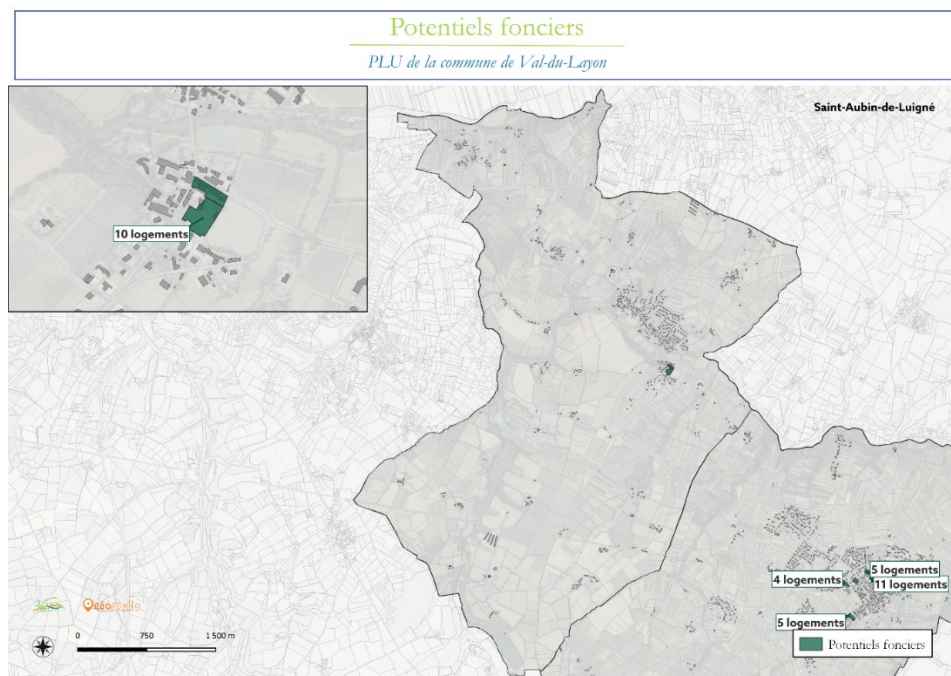 Potentiels fonciers
PLU de la commune de Val-du-Layon
Saint-Aubin-de-Luigné
10 logements
5 logements
4 logements
11 logements
5 logements
0 750 1 500 m
Potentiels fonciers